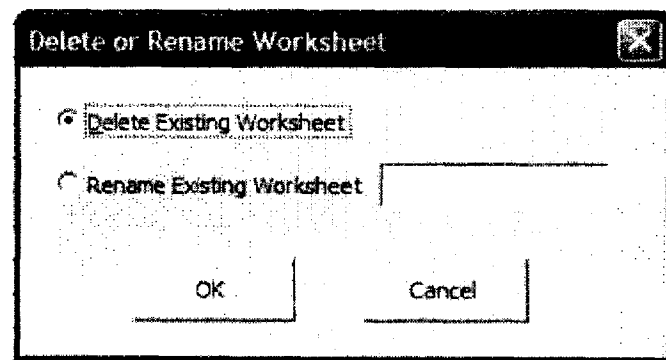 Delete or Rename Worksheet
Delete Existing Worksheet
Rename Existing Worksheet
OK
Cancel